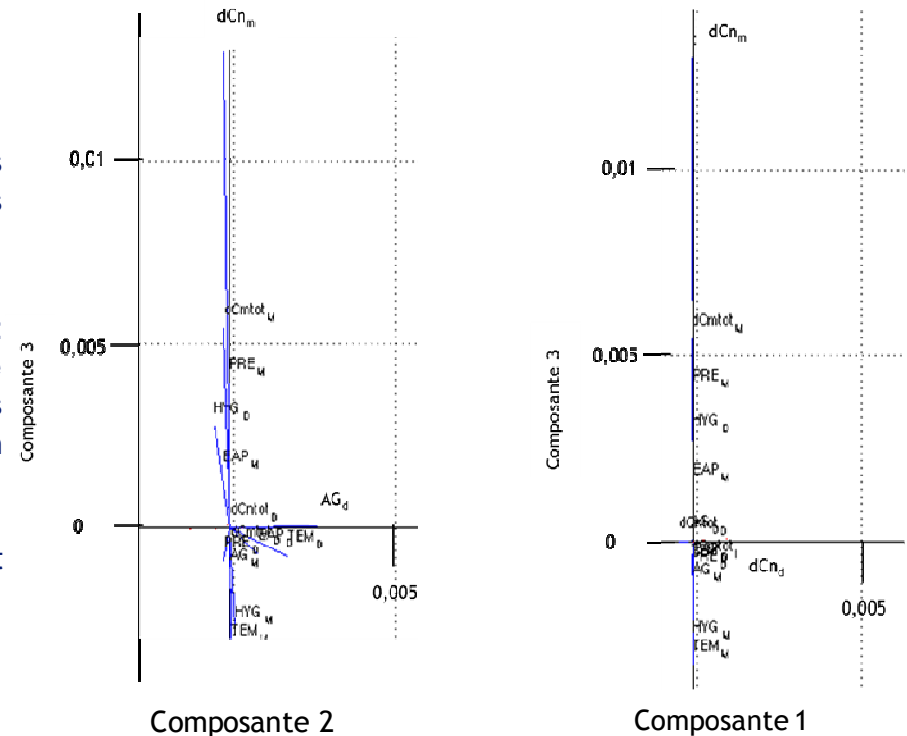 dCn_m
0,01
dCmtot_M
0,005
PRE_M
HYG_D
EAP_M
AG_d
dCntot_D
0
TEM_D
AG_M
0,005
HYG_M
TEM_M
Composante 3
Composante 2
dCn_m
0,01
dCmtot_M
0,005
PRE_M
HYG_D
EAP_M
0
AG_M
dCn_d
0,005
HYG_M
TEM_M
Composante 3
Composante 1